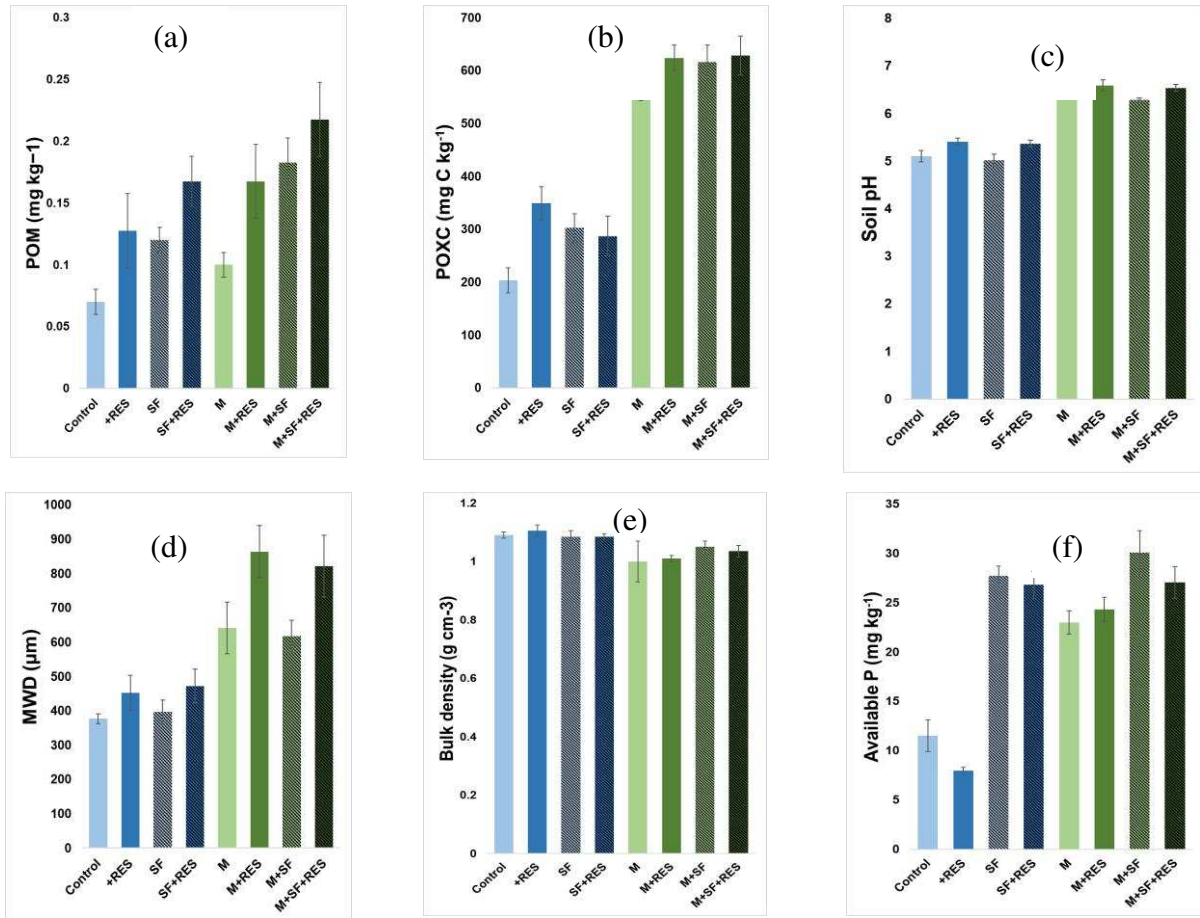 (a)
POM (mg kg−1)
0.3
0.25
0.2
0.15
0.1
0.05
0
Control
+RES
SF
SF+RES
M
M+RES
M+SF
M+SF+RES
(b)
POXC (mg C kg-1)
700
600
500
400
300
200
100
0
Control
+RES
SF
SF+RES
M
M+RES
M+SF
M+SF+RES
(c)
Soil pH
8
7
6
5
4
3
2
1
0
Control
+RES
SF
SF+RES
M
M+RES
M+SF
M+SF+RES
(d)
MWD (µm)
1000
900
800
700
600
500
400
300
200
100
0
Control
+RES
SF
SF+RES
M
M+RES
M+SF
M+SF+RES
(e)
Bulk density (g cm-3)
1.2
1
0.8
0.6
0.4
0.2
0
Control
+RES
SF
SF+RES
M
M+RES
M+SF
M+SF+RES
(f)
Available P (mg kg-1)
35
30
25
20
15
10
5
0
Control
+RES
SF
SF+RES
M
M+RES
M+SF
M+SF+RES